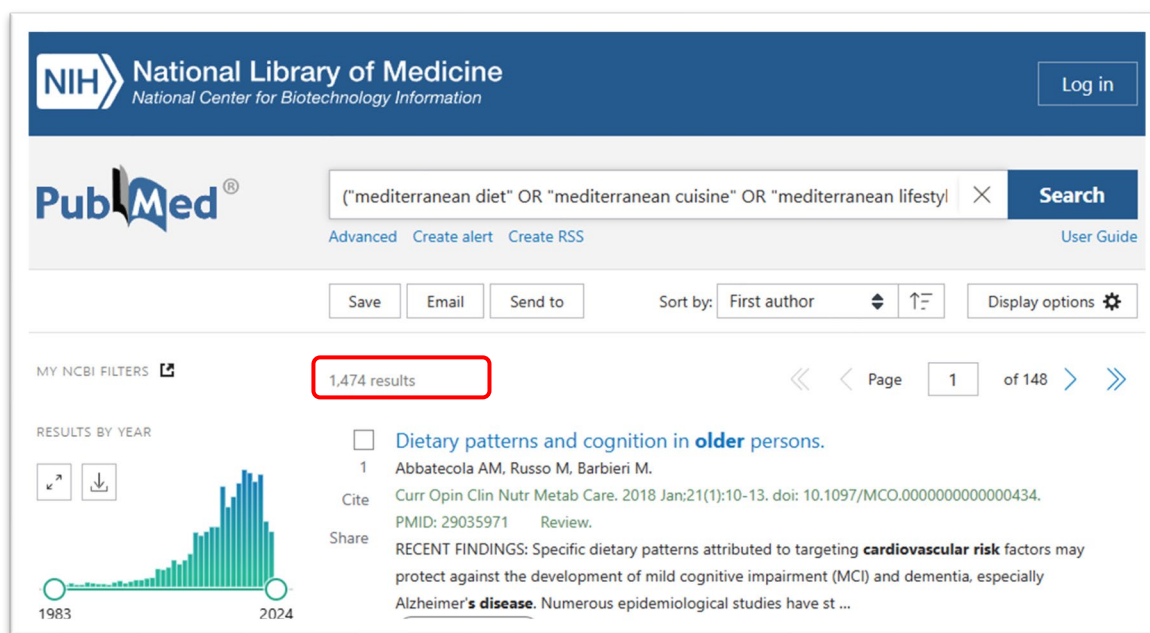 NIH National Library of Medicine
National Center for Biotechnology Information
Log in
PubMed®
("mediterranean diet" OR "mediterranean cuisine" OR "mediterranean lifestyl
Search
Advanced Create alert Create RSS
User Guide
Save Email Send to Sort by: First author Display options
MY NCBI FILTERS
1,474 results
Page 1 of 148
RESULTS BY YEAR
Dietary patterns and cognition in older persons.
1
Abbatecola AM, Russo M, Barbieri M.
Cite
Curr Opin Clin Nutr Metab Care. 2018 Jan;21(1):10-13. doi: 10.1097/MCO.0000000000000434.
PMID: 29035971 Review.
Share
RECENT FINDINGS: Specific dietary patterns attributed to targeting cardiovascular risk factors may
protect against the development of mild cognitive impairment (MCI) and dementia, especially
Alzheimer's disease. Numerous epidemiological studies have st ...
1983 2024